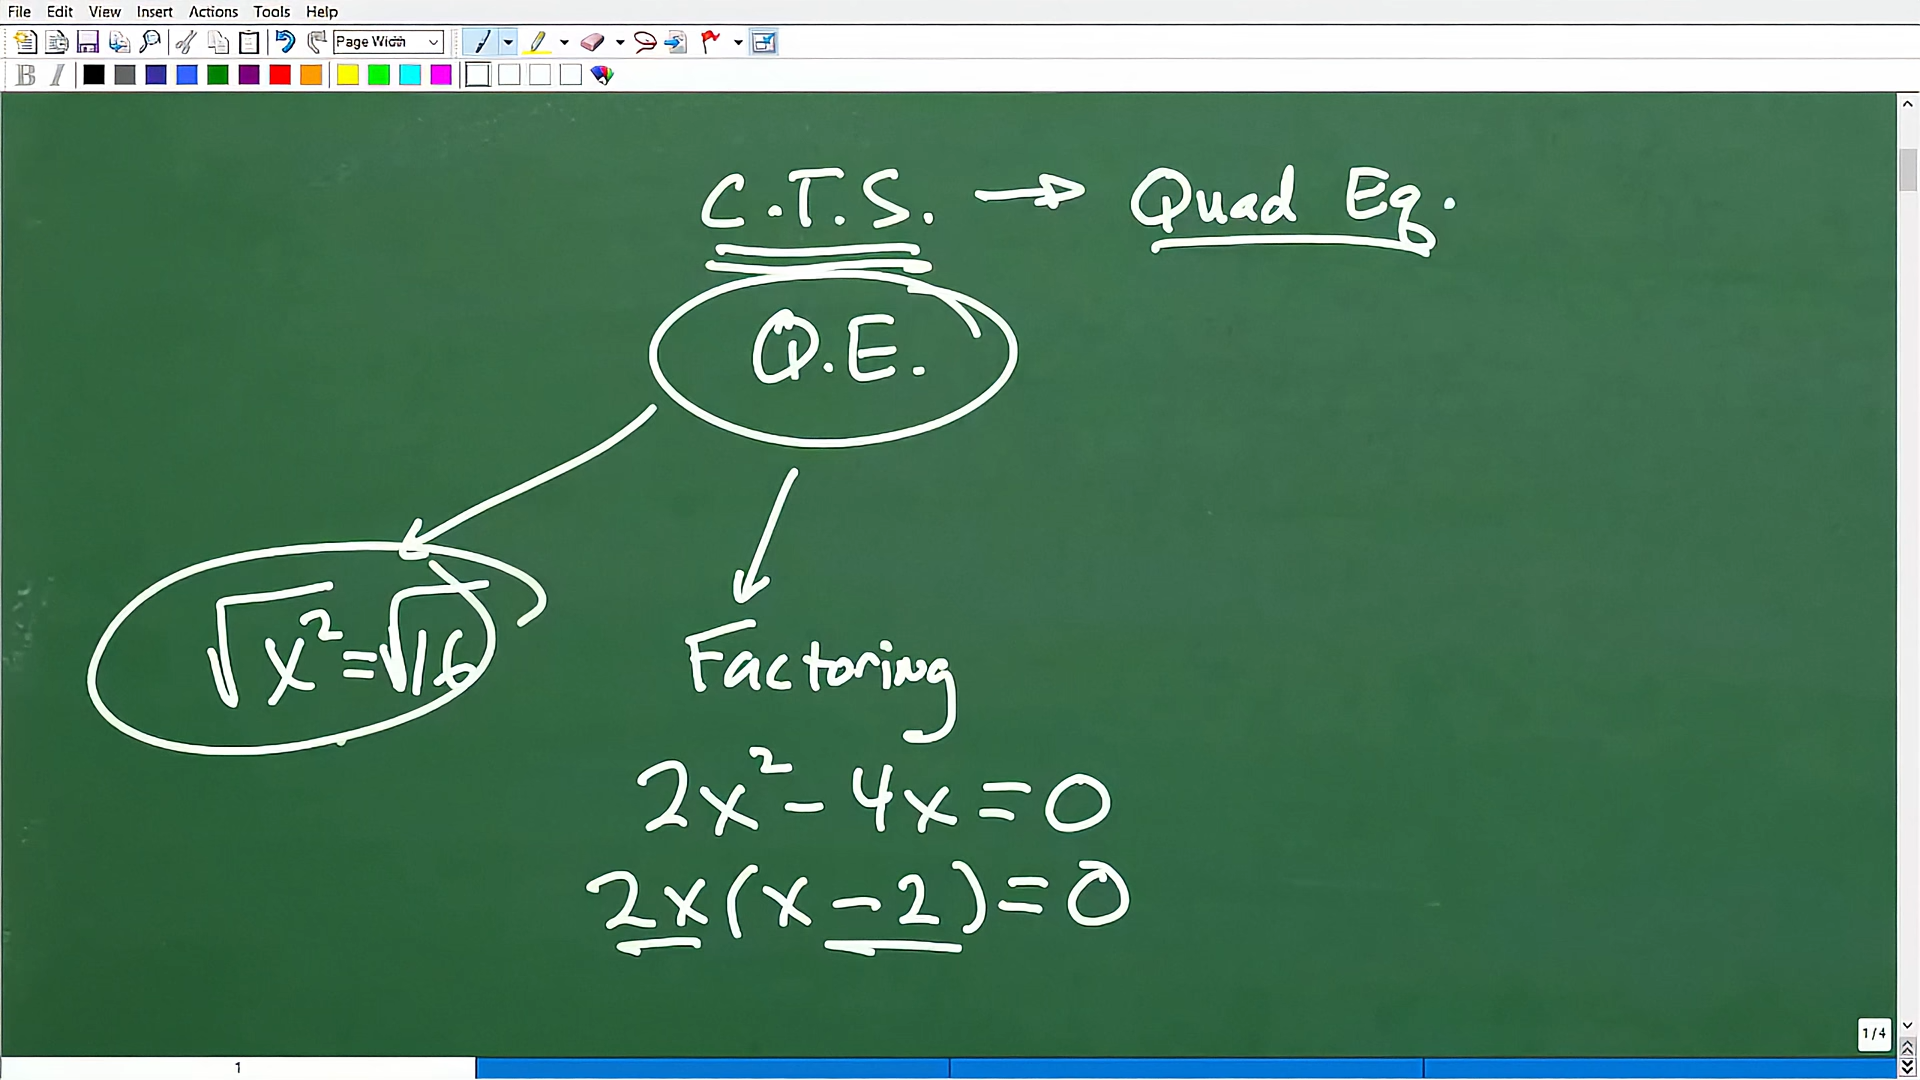 File Edit View Insert Actions Tools Help
Page Width
B I
C.T.S. → Quad Eq.
Q.E.
√x² = √16
Factoring
2x² - 4x = 0
2x(x - 2) = 0
1/4
1